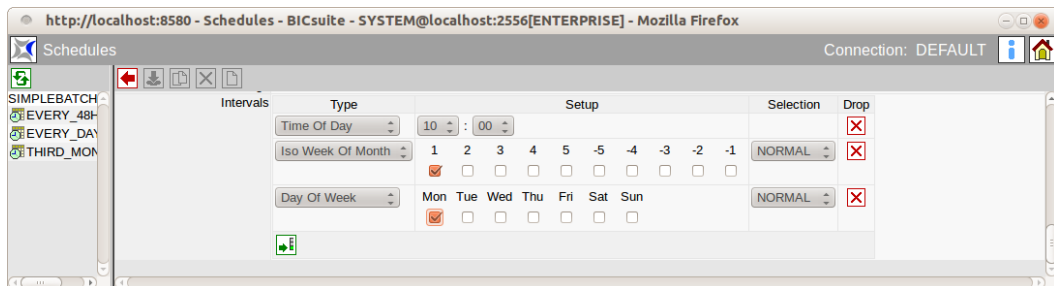 http://localhost:8580 - Schedules - BICsuite - SYSTEM@localhost:2556[ENTERPRISE] - Mozilla Firefox
Schedules Connection: DEFAULT
SIMPLEBATCH
EVERY_48H
EVERY_DAY
THIRD_MON
Intervals Type Setup Selection Drop
Time Of Day 10 : 00
Iso Week Of Month 1 2 3 4 5 -5 -4 -3 -2 -1 NORMAL
Day Of Week Mon Tue Wed Thu Fri Sat Sun NORMAL